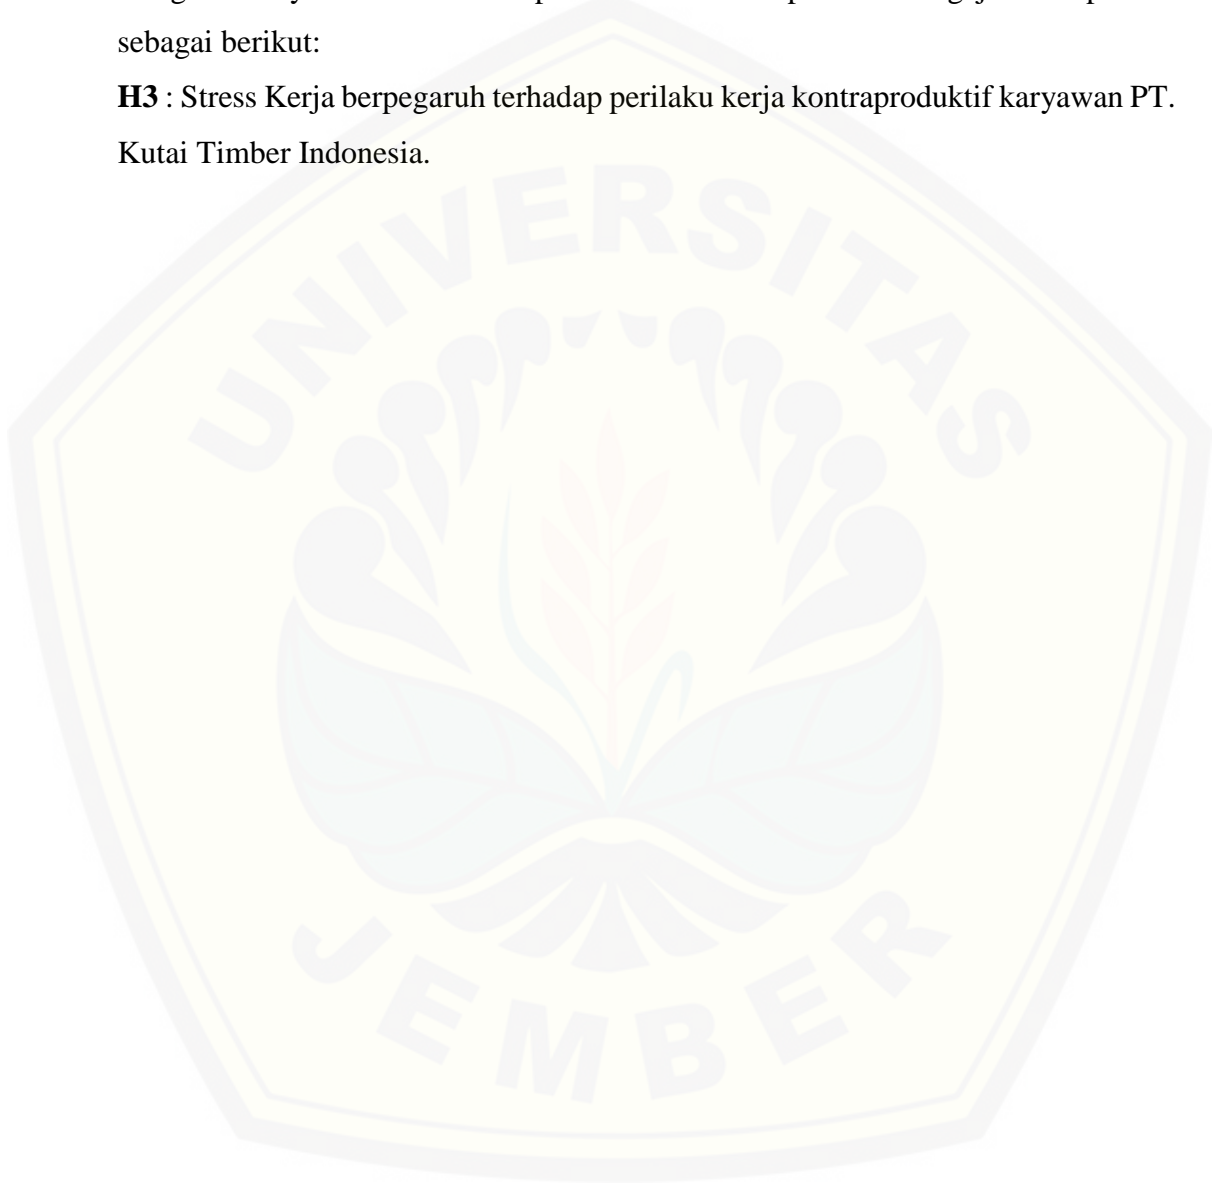 sebagai berikut:
H3 : Stress Kerja berpegaruh terhadap perilaku kerja kontraproduktif karyawan PT.
Kutai Timber Indonesia.
UNIVERSITAS
JEMBER